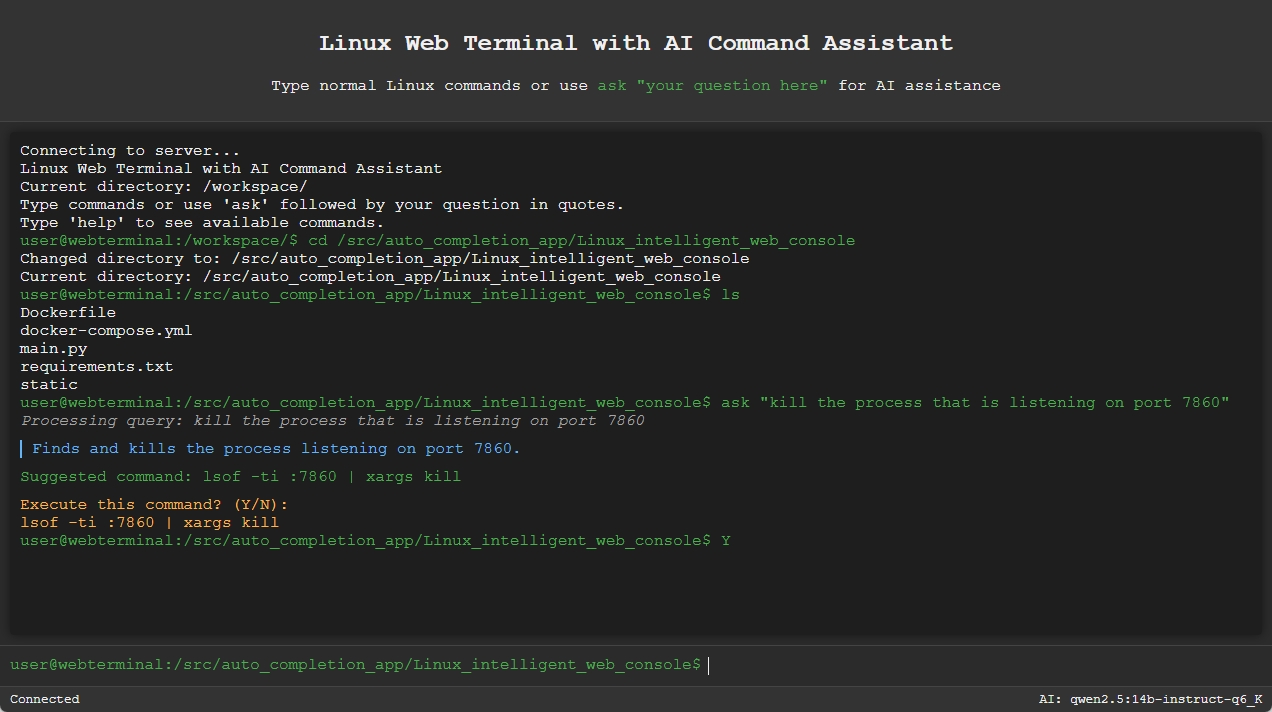 Linux Web Terminal with AI Command Assistant
Type normal Linux commands or use ask "your question here" for AI assistance
Connecting to server...
Linux Web Terminal with AI Command Assistant
Current directory: /workspace/
Type commands or use 'ask' followed by your question in quotes.
Type 'help' to see available commands.
user@webterminal:/workspace/$ cd /src/auto_completion_app/Linux_intelligent_web_console
Changed directory to: /src/auto_completion_app/Linux_intelligent_web_console
Current directory: /src/auto_completion_app/Linux_intelligent_web_console
user@webterminal:/src/auto_completion_app/Linux_intelligent_web_console$ ls
Dockerfile
docker-compose.yml
main.py
requirements.txt
static
user@webterminal:/src/auto_completion_app/Linux_intelligent_web_console$ ask "kill the process that is listening on port 7860"
Processing query: kill the process that is listening on port 7860
Finds and kills the process listening on port 7860.
Suggested command: lsof -ti :7860 | xargs kill
Execute this command? (Y/N):
lsof -ti :7860 | xargs kill
user@webterminal:/src/auto_completion_app/Linux_intelligent_web_console$ Y
user@webterminal:/src/auto_completion_app/Linux_intelligent_web_console$
Connected AI: qwen2.5:14b-instruct-q6_K